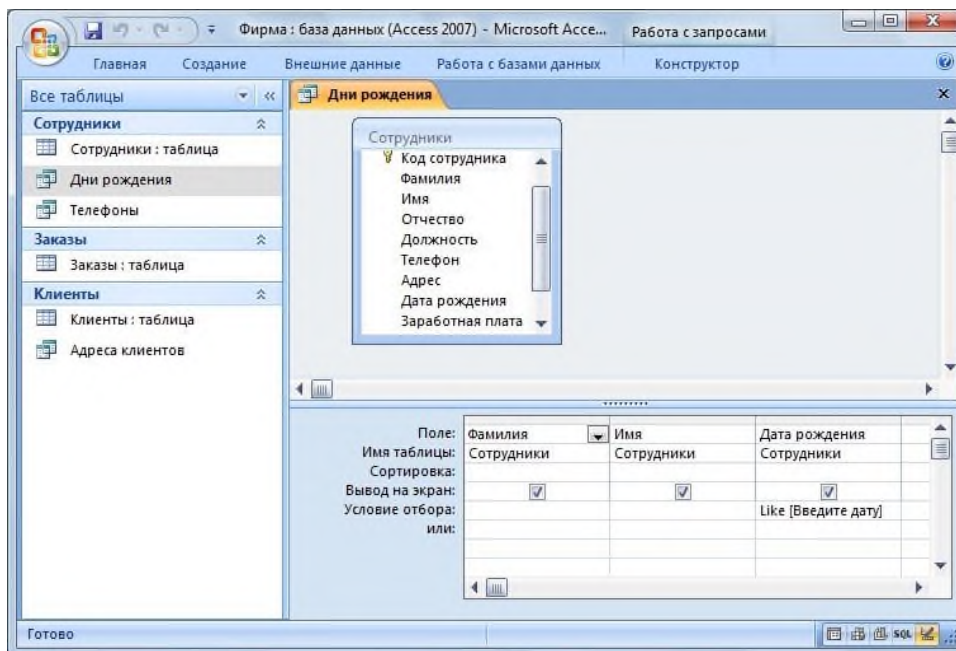 Фирма : база данных (Access 2007) - Microsoft Acce...
Работа с запросами
Главная Создание Внешние данные Работа с базами данных Конструктор
Все таблицы
Сотрудники
Сотрудники : таблица
Дни рождения
Телефоны
Заказы
Заказы : таблица
Клиенты
Клиенты : таблица
Адреса клиентов
Дни рождения
Сотрудники
Код сотрудника
Фамилия
Имя
Отчество
Должность
Телефон
Адрес
Дата рождения
Заработная плата
Поле: Фамилия Имя Дата рождения
Имя таблицы: Сотрудники Сотрудники Сотрудники
Сортировка:
Вывод на экран:
Условие отбора: Like [Введите дату]
или:
Готово
SQL